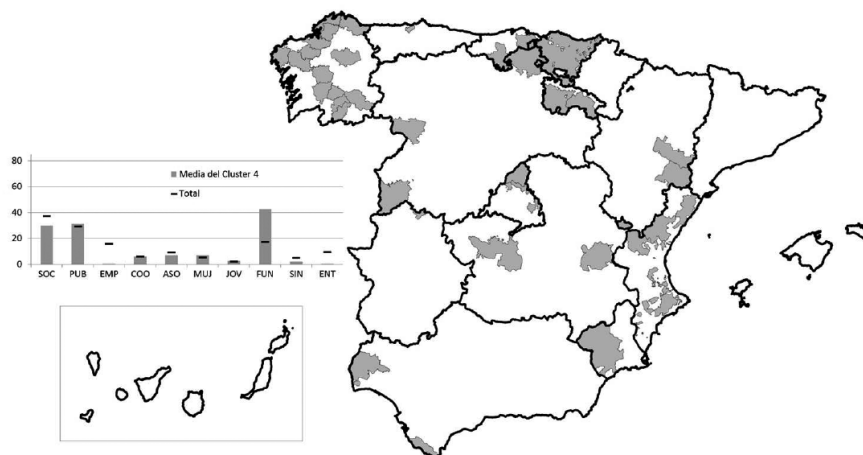 80
60
40
20
0
Media del Cluster 4
Total
SOC PUB EMP COO ASO MUJ JOV FUN SIN ENT